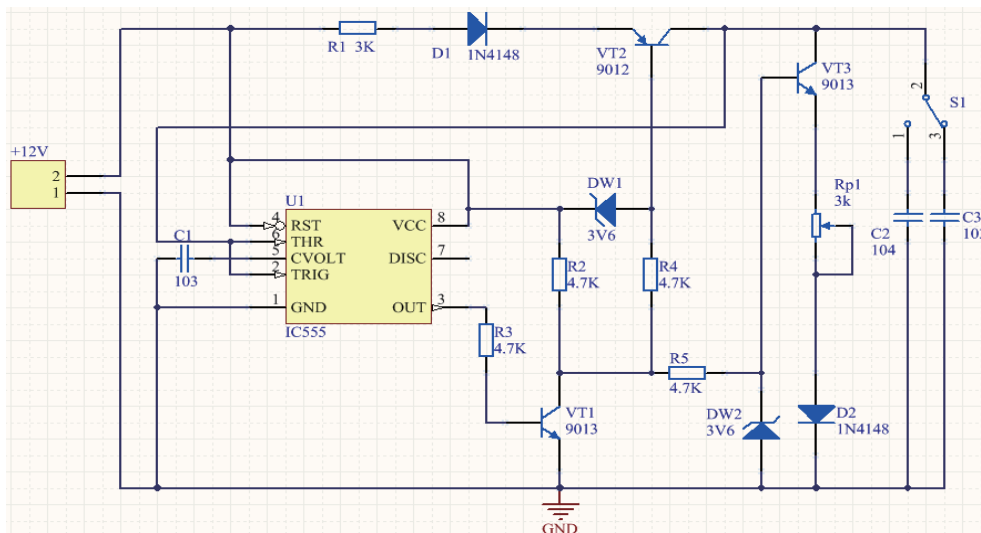 R1 3K
D1
1N4148
VT2
9012
VT3
9013
2
S1
1
3
+12V
2
1
U1
4
RST
VCC
8
6
THR
C1
5
CVOLT
DISC
7
103
2
TRIG
1
GND
OUT
3
IC555
DW1
3V6
R2
4.7K
R4
4.7K
Rp1
3k
C2
104
C3
R3
4.7K
R5
4.7K
VT1
9013
DW2
3V6
D2
1N4148
GND